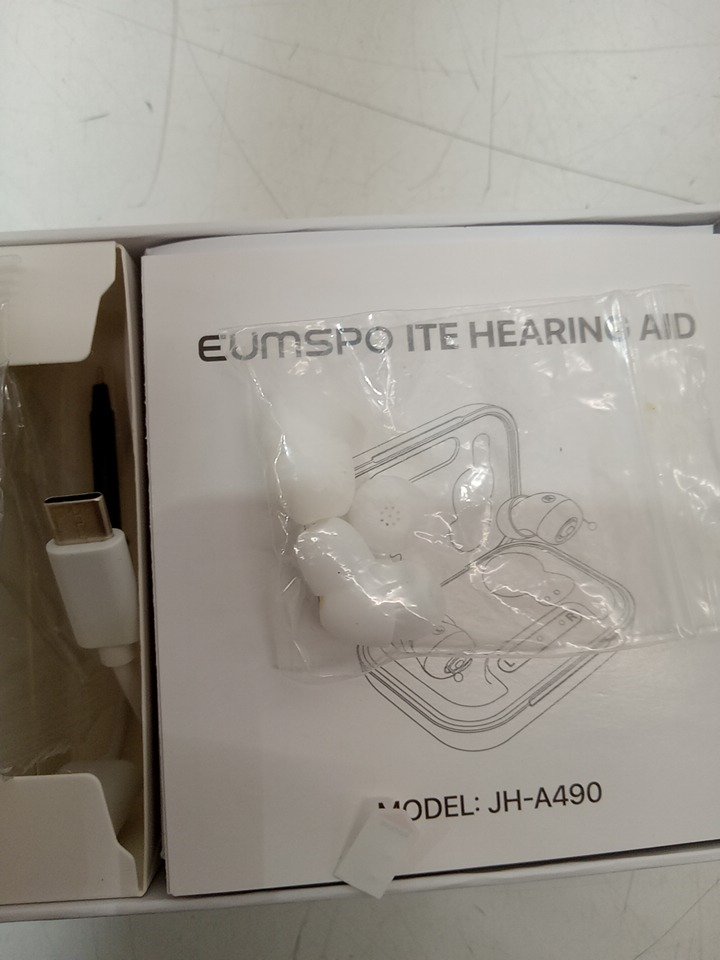 EUMSPO ITE HEARING AID
L
R
MODEL: JH-A490